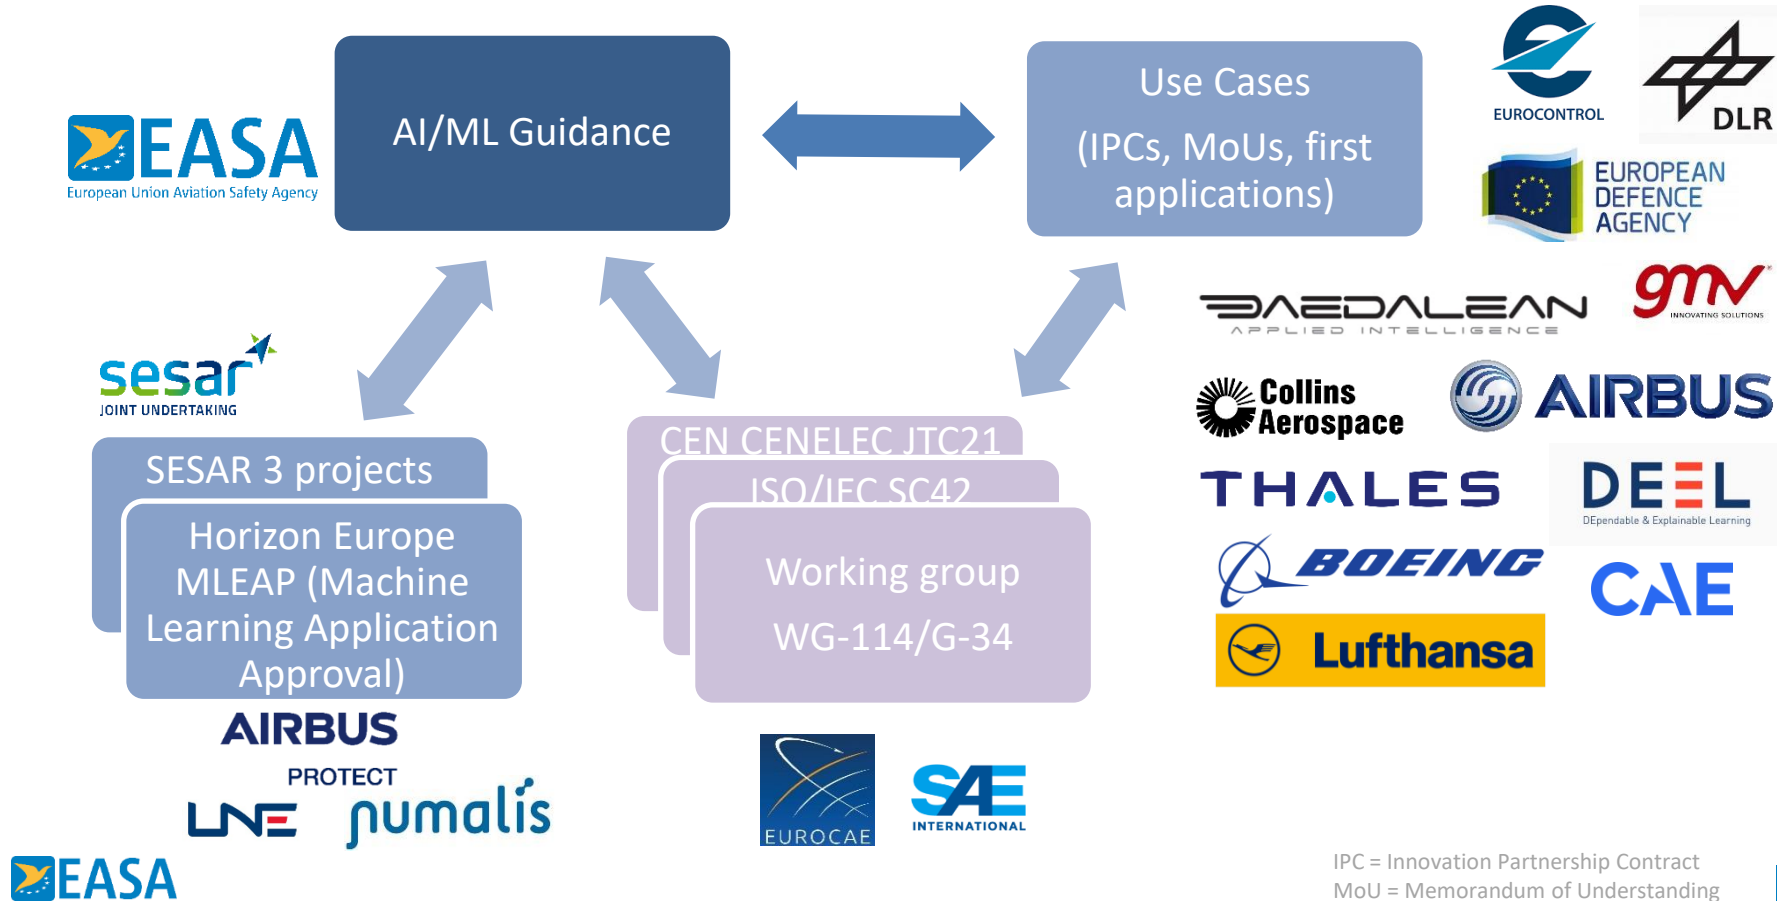 EASA
European Union Aviation Safety Agency
AI/ML Guidance
Use Cases
(IPCs, MoUs, first
applications)
EUROCONTROL
DLR
EUROPEAN
DEFENCE
AGENCY
DAEDALEAN
APPLIED INTELLIGENCE
gmv
INNOVATING SOLUTIONS
Collins
Aerospace
AIRBUS
THALES
DEEL
DEpendable & Explainable Learning
BOEING
CAE
Lufthansa
sesar
JOINT UNDERTAKING
SESAR 3 projects
Horizon Europe
MLEAP (Machine
Learning Application
Approval)
AIRBUS
PROTECT
LNE
numalis
CEN CENELEC JTC21
ISO/IEC SC42
Working group
WG-114/G-34
EUROCAE
SAE
INTERNATIONAL
EASA
IPC = Innovation Partnership Contract
MoU = Memorandum of Understanding